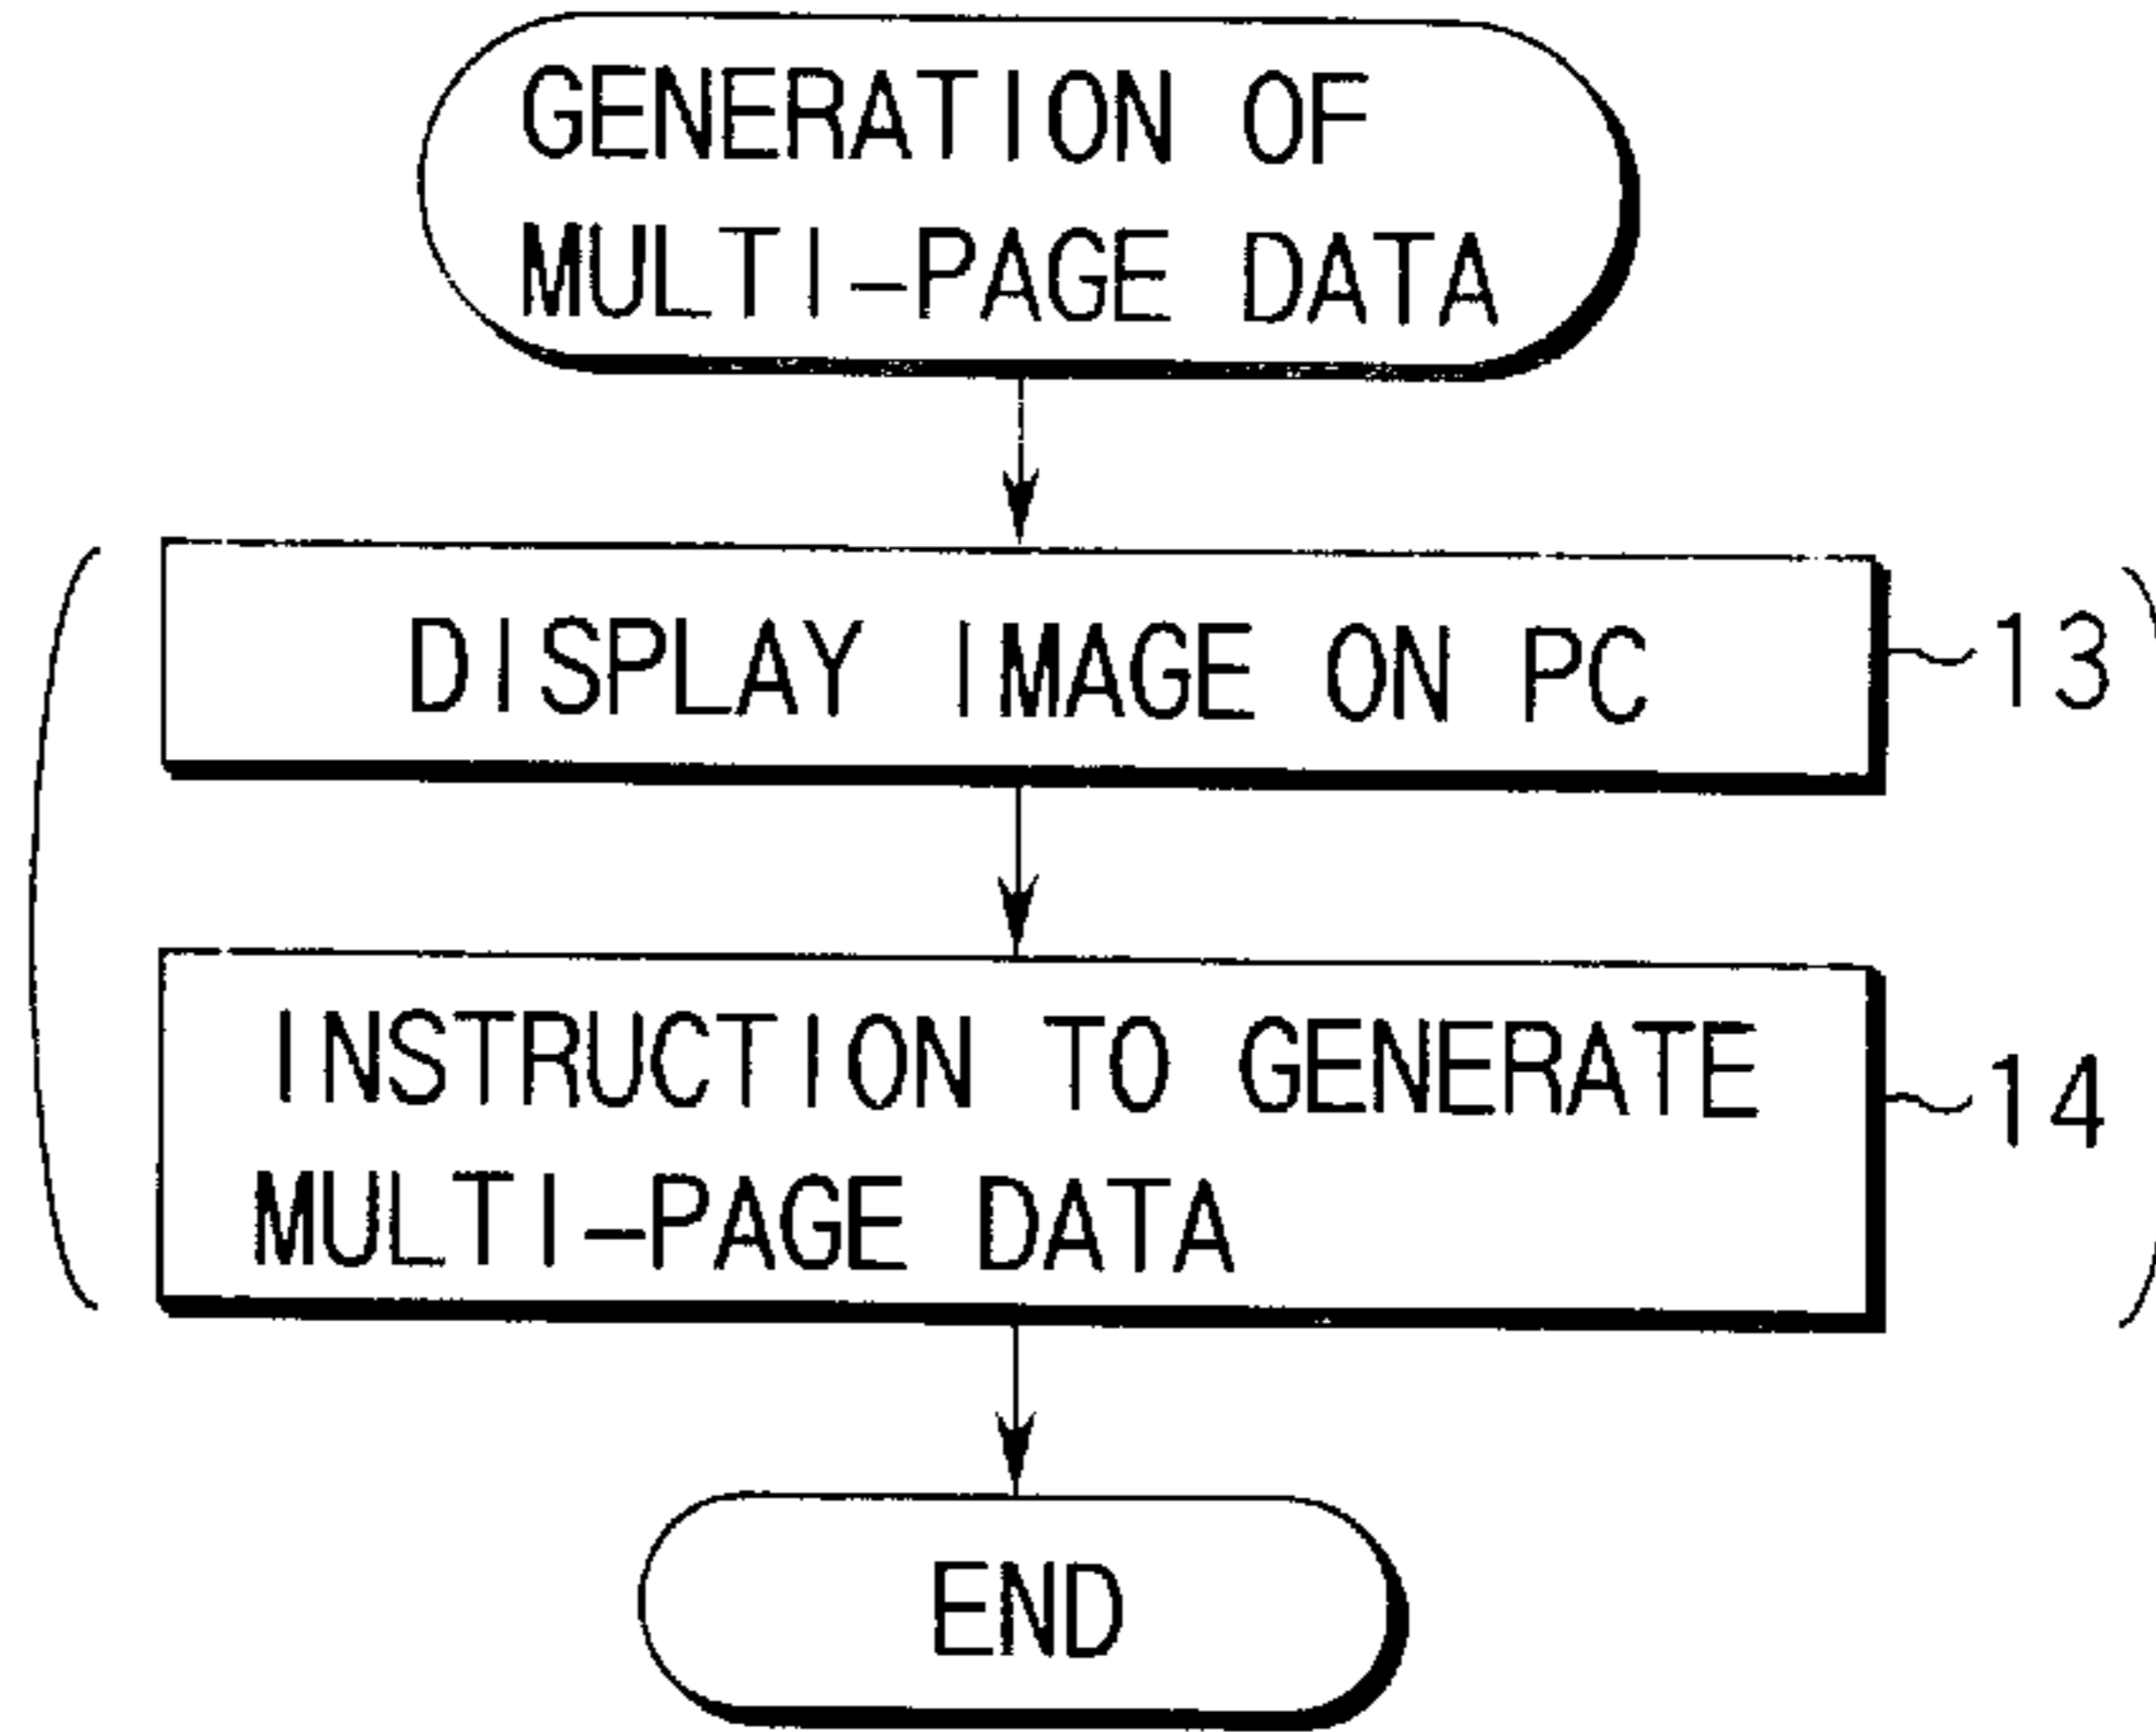 GENERATION OF
MULTI-PAGE DATA
DISPLAY IMAGE ON PC
13
INSTRUCTION TO GENERATE
MULTI-PAGE DATA
14
END